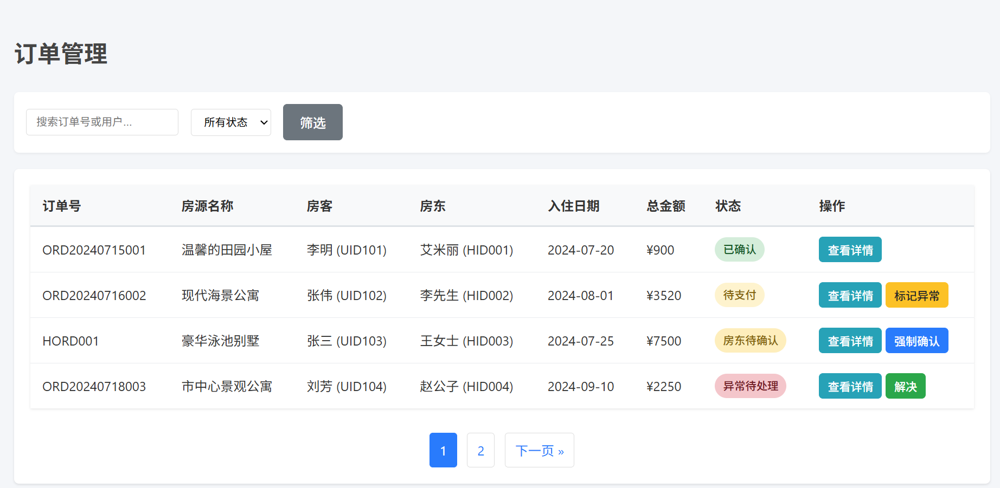 订单管理
搜索订单号或用户...
所有状态
筛选
订单号 房源名称 房客 房东 入住日期 总金额 状态 操作
ORD20240715001 温馨的田园小屋 李明 (UID101) 艾米丽 (HID001) 2024-07-20 ¥900 已确认 查看详情
ORD20240716002 现代海景公寓 张伟 (UID102) 李先生 (HID002) 2024-08-01 ¥3520 待支付 查看详情 标记异常
HORD001 豪华泳池别墅 张三 (UID103) 王女士 (HID003) 2024-07-25 ¥7500 房东待确认 查看详情 强制确认
ORD20240718003 市中心景观公寓 刘芳 (UID104) 赵公子 (HID004) 2024-09-10 ¥2250 异常待处理 查看详情 解决
1 2 下一页 »